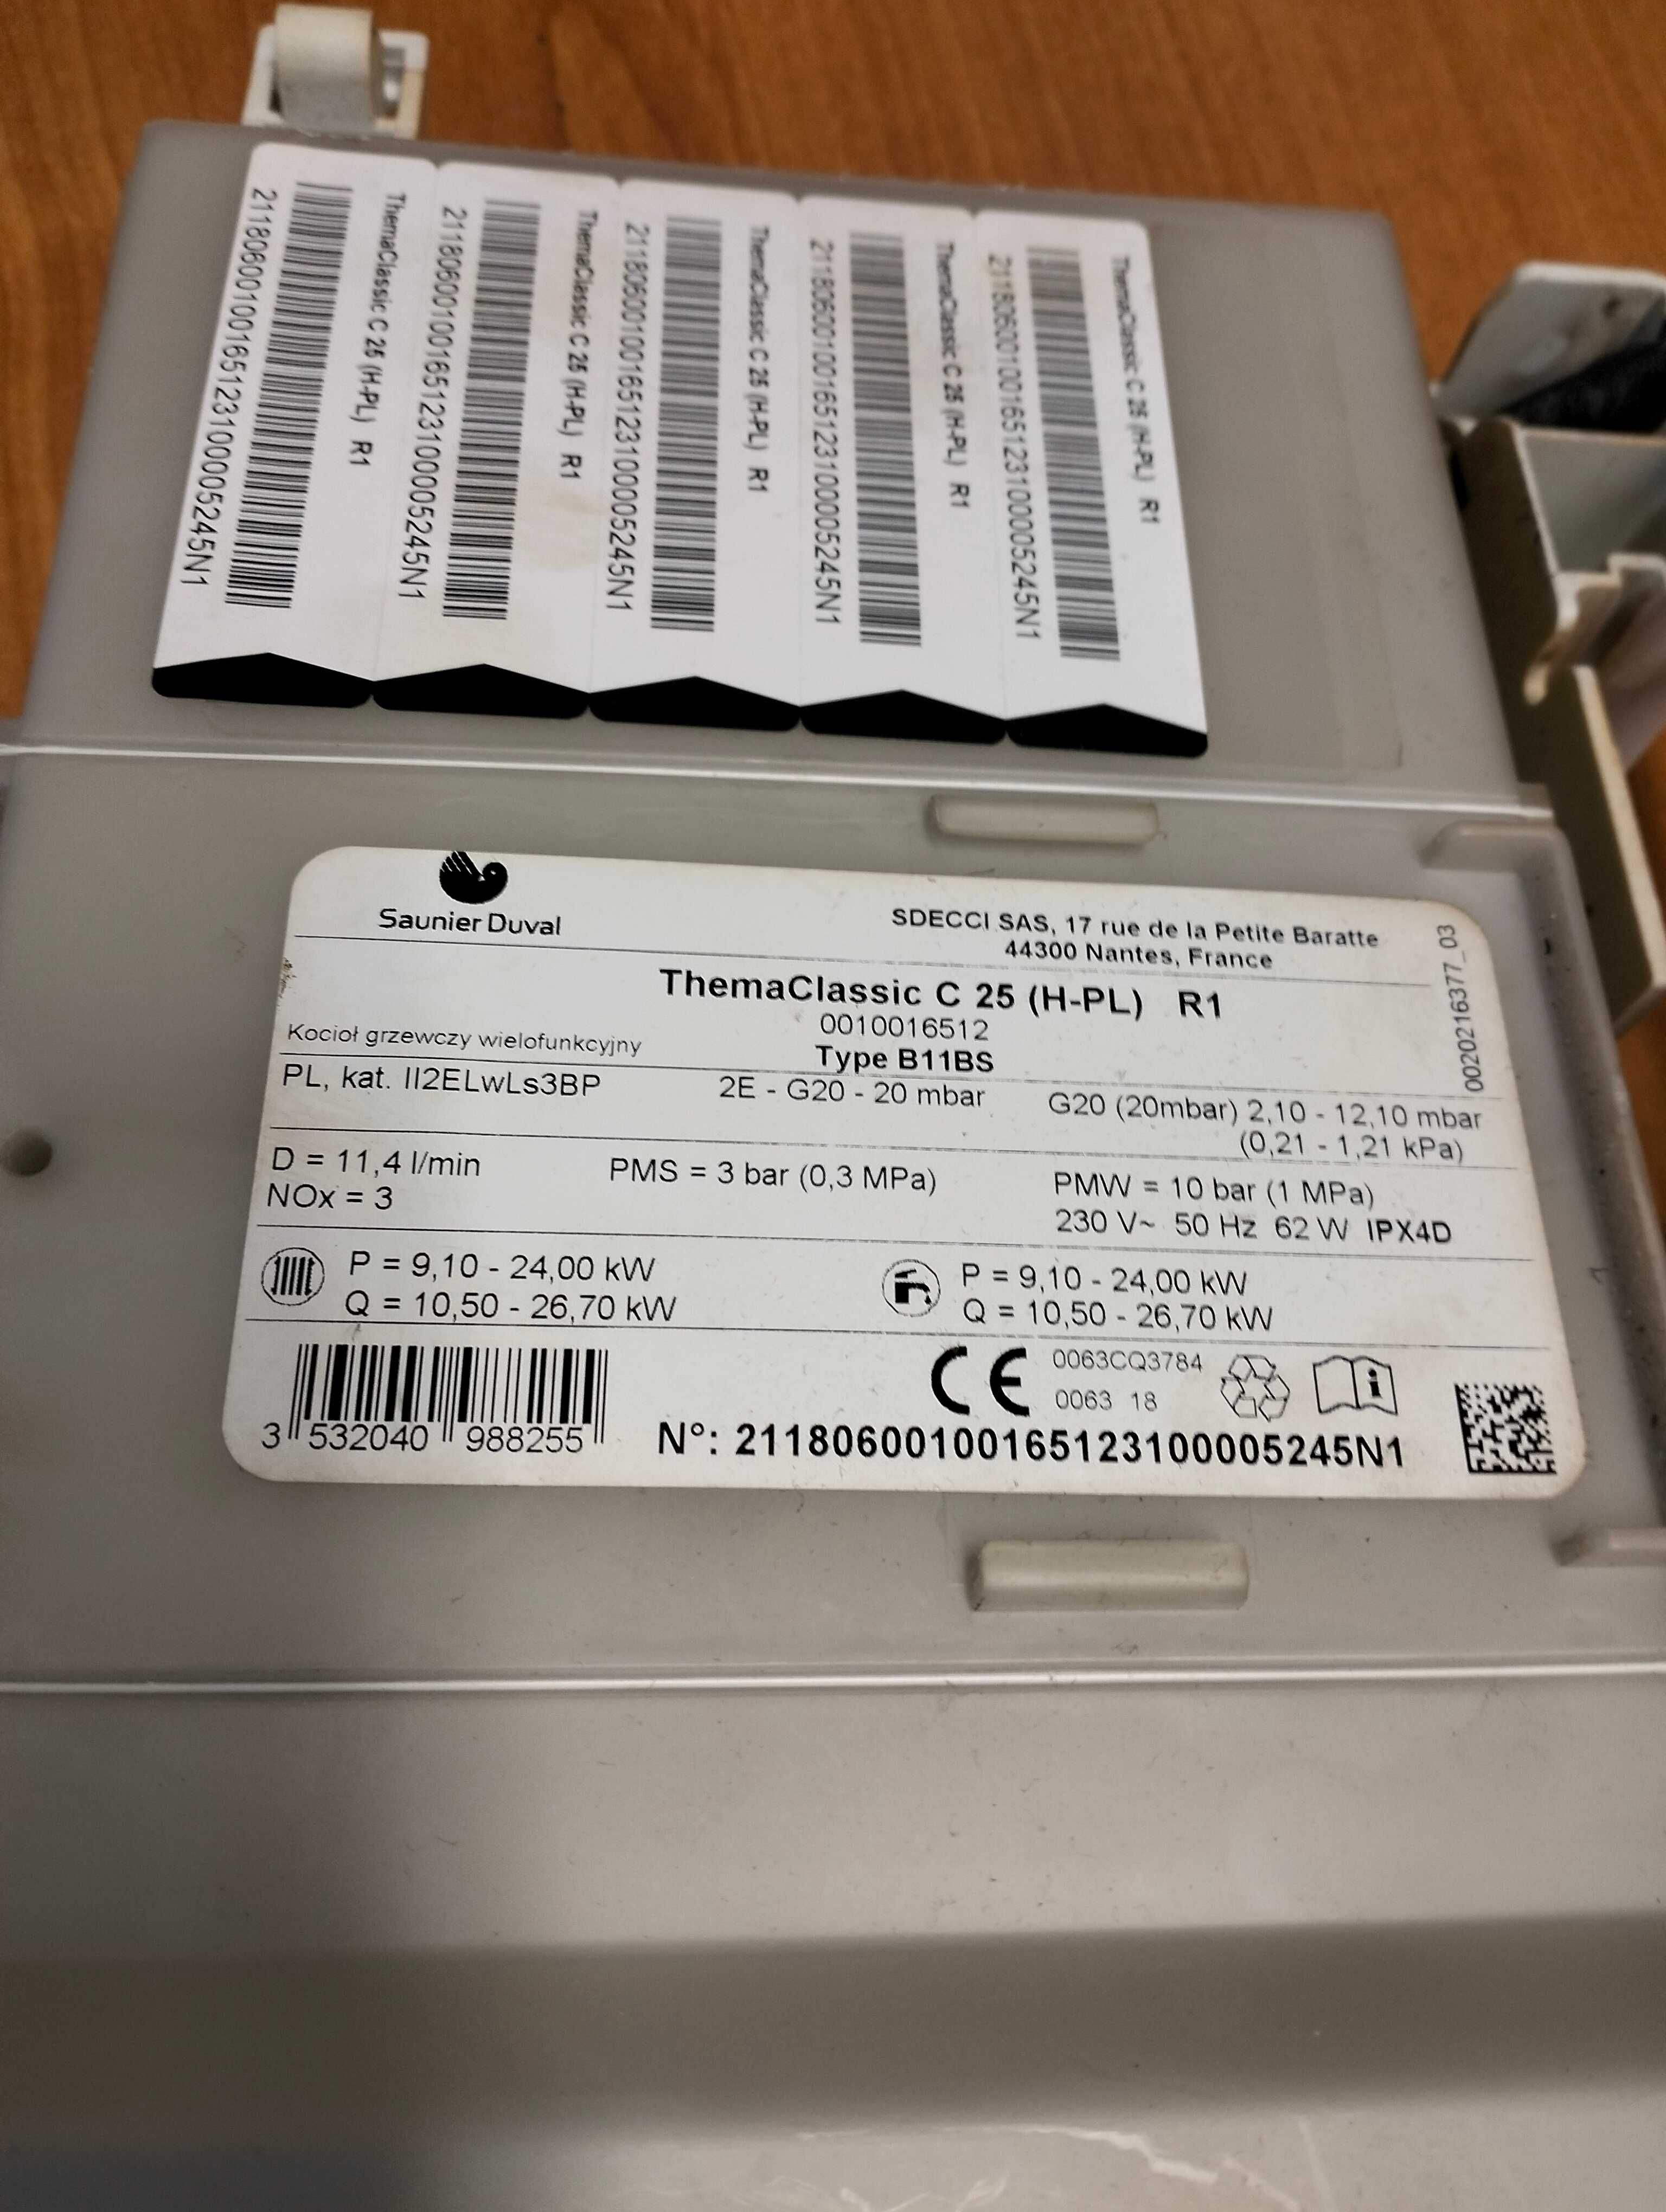 ThemaClassic C 25 (H-PL) R1
21180600100165123100005245N1
ThemaClassic C 25 (H-PL) R1
21180600100165123100005245N1
ThemaClassic C 25 (H-PL) R1
21180600100165123100005245N1
ThemaClassic C 25 (H-PL) R1
21180600100165123100005245N1
ThemaClassic C 25 (H-PL) R1
21180600100165123100005245N1
Saunier Duval
SDECCI SAS, 17 rue de la Petite Baratte
44300 Nantes, France
0020216377_03
ThemaClassic C 25 (H-PL) R1
0010016512
Kocioł grzewczy wielofunkcyjny
Type B11BS
PL, kat. II2ELwLs3BP 2E - G20 - 20 mbar G20 (20mbar) 2,10 - 12,10 mbar
(0,21 - 1,21 kPa)
D = 11,4 l/min PMS = 3 bar (0,3 MPa) PMW = 10 bar (1 MPa)
NOx = 3 230 V~ 50 Hz 62 W IPX4D
P = 9,10 - 24,00 kW P = 9,10 - 24,00 kW
Q = 10,50 - 26,70 kW Q = 10,50 - 26,70 kW
CE 0063CQ3784
0063 18
3 532040 988255 N°: 21180600100165123100005245N1